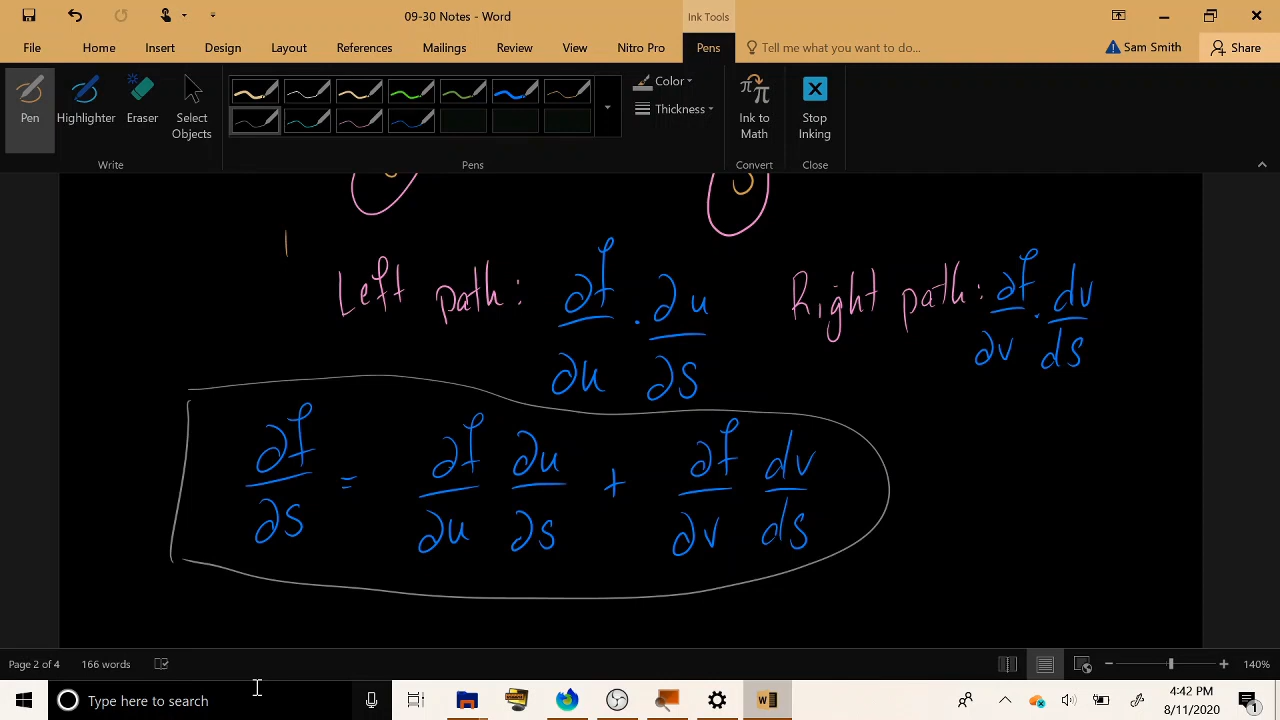 09-30 Notes - Word
Ink Tools
File Home Insert Design Layout References Mailings Review View Nitro Pro Pens Tell me what you want to do... Sam Smith Share
Pen Highlighter Eraser Select Objects
Color
Thickness
Ink to Math
Stop Inking
Write Pens Convert Close
Left path: ∂f/∂u · ∂u/∂s Right path: ∂f/∂v · dv/ds
∂f/∂s = ∂f/∂u ∂u/∂s + ∂f/∂v dv/ds
Page 2 of 4 166 words 140%
Type here to search
4:42 PM
8/11/2020
1